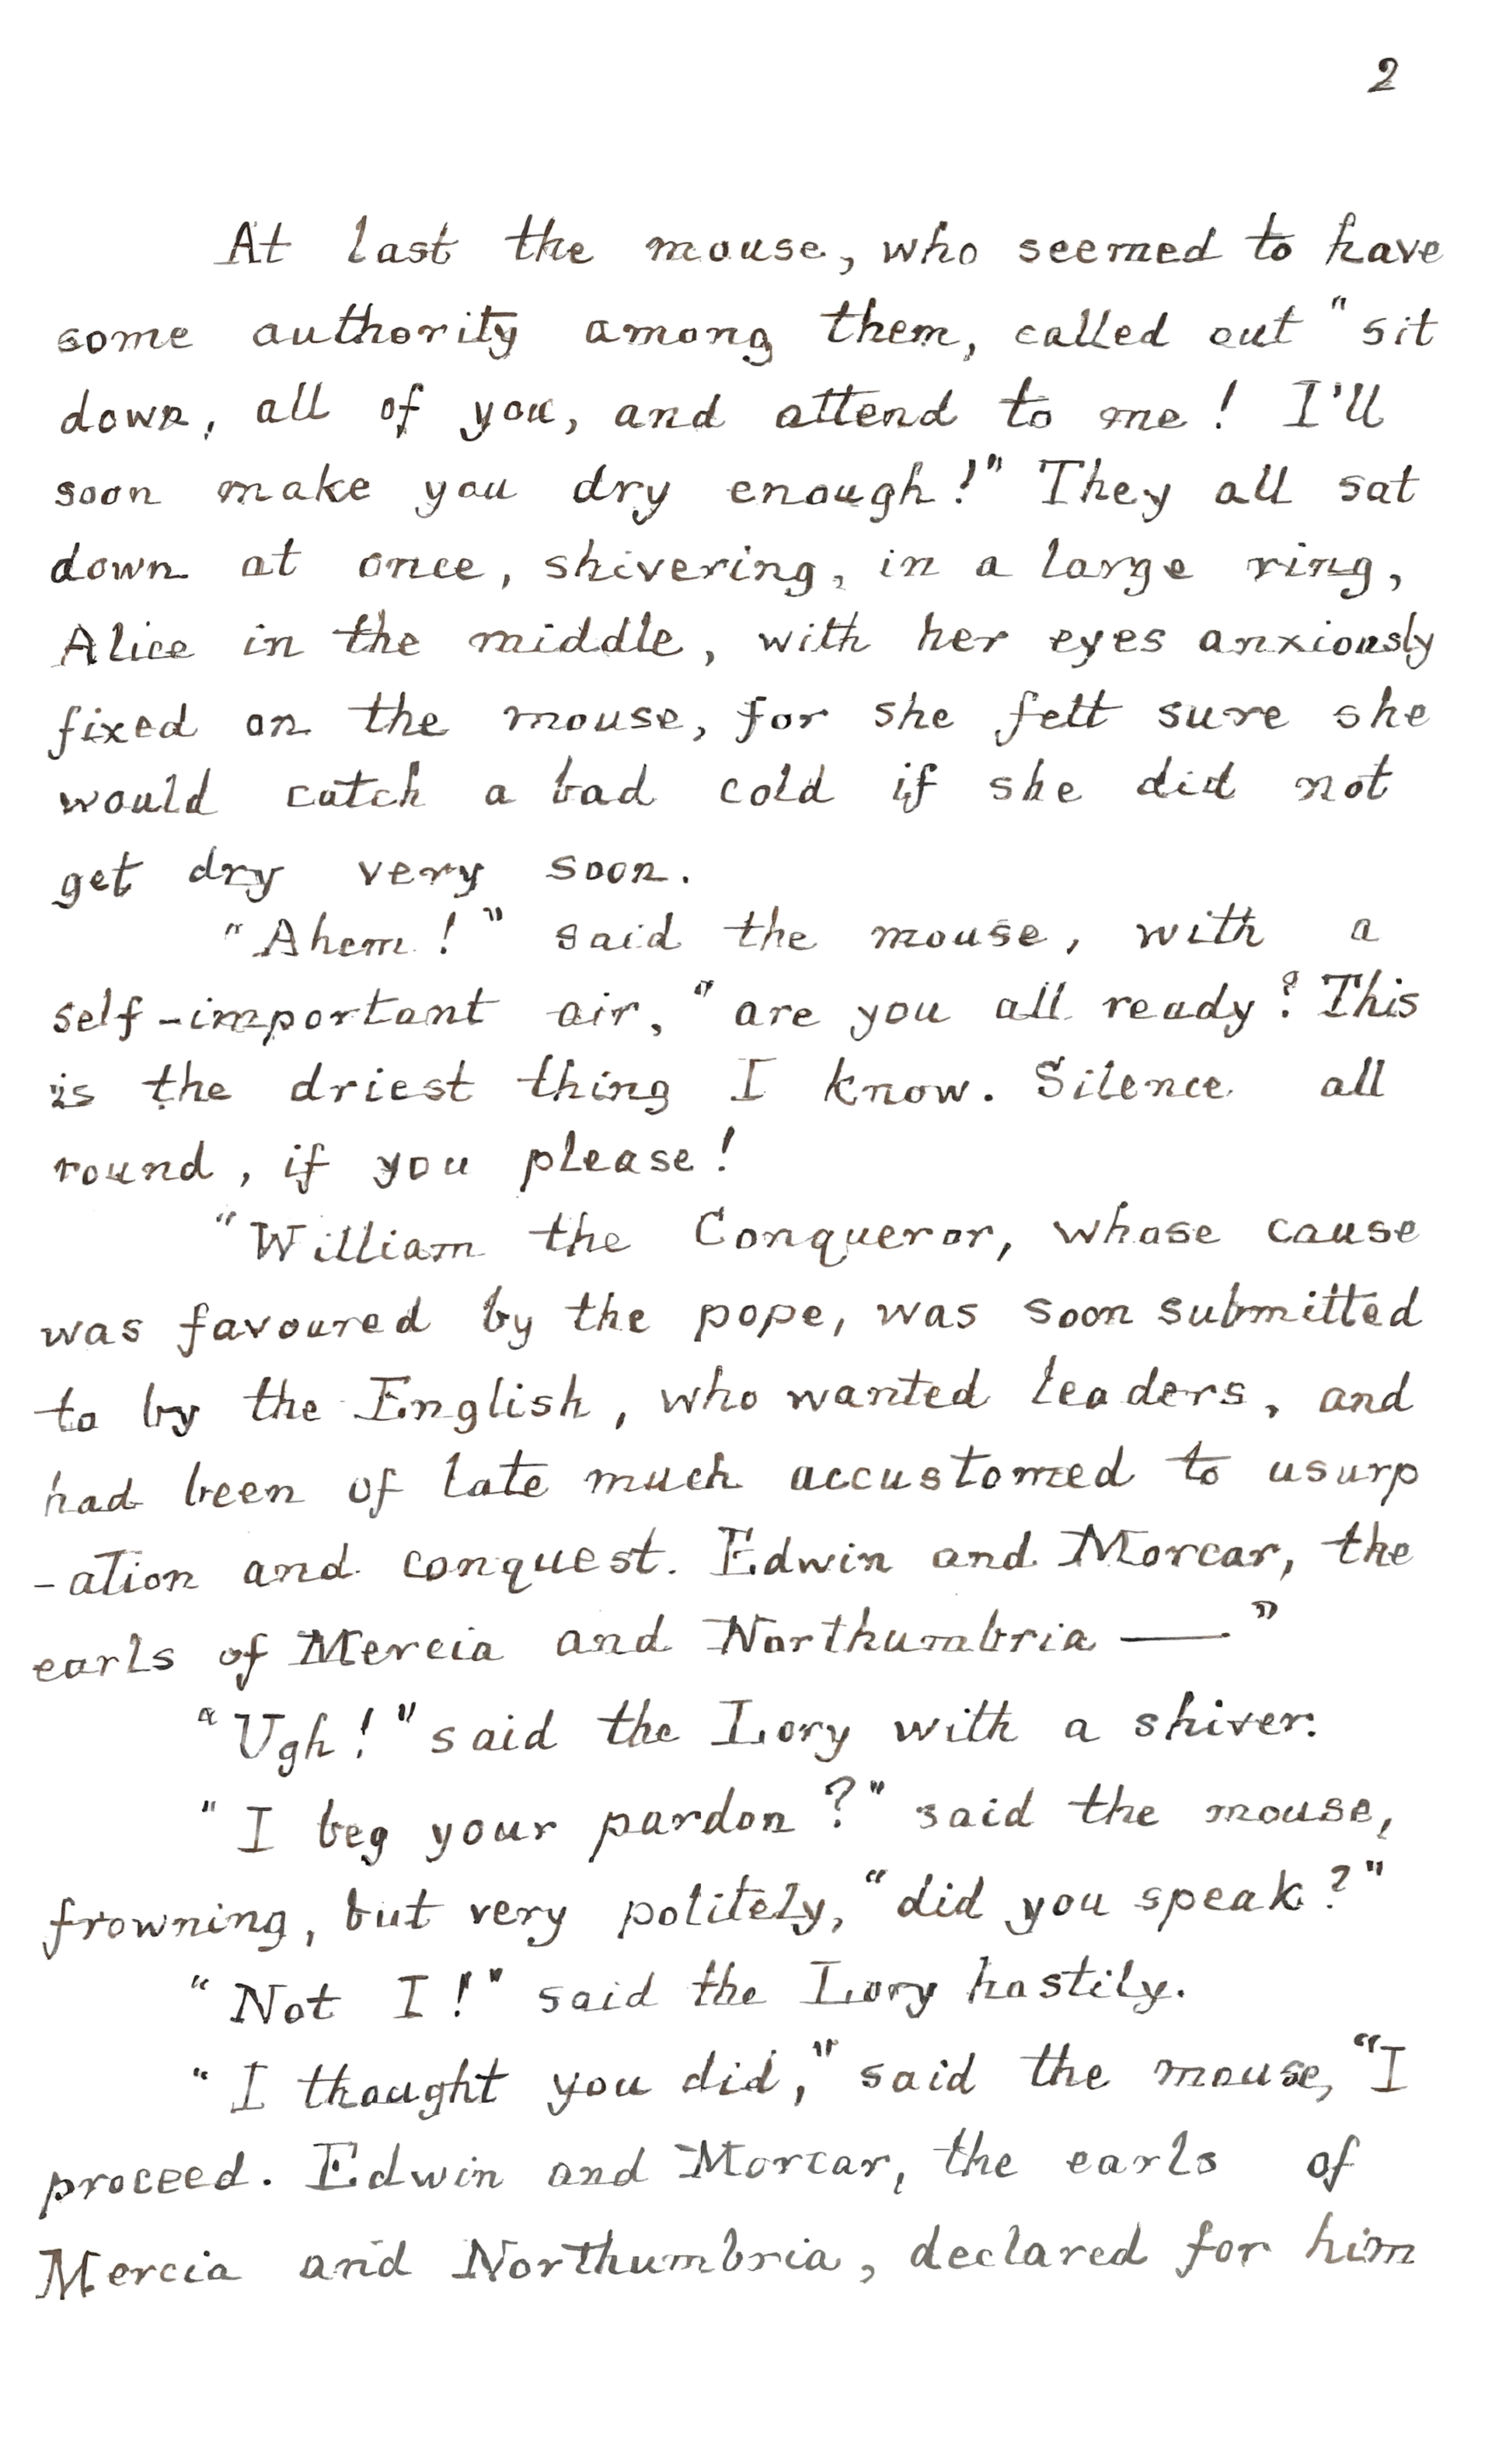 2
At last the mouse, who seemed to have
some authority among them, called out "sit
down, all of you, and attend to me! I'll
soon make you dry enough!" They all sat
down at once, shivering, in a large ring,
Alice in the middle, with her eyes anxiously
fixed on the mouse, for she felt sure she
would catch a bad cold if she did not
get dry very soon.
"Ahem!" said the mouse, with a
self-important air, "are you all ready? This
is the driest thing I know. Silence all
round, if you please!
"William the Conqueror, whose cause
was favoured by the pope, was soon submitted
to by the English, who wanted leaders, and
had been of late much accustomed to usurp
-ation and conquest. Edwin and Morcar, the
earls of Mercia and Northumbria —"
"Ugh!" said the Lory with a shiver.
"I beg your pardon?" said the mouse,
frowning, but very politely, "did you speak?"
"Not I!" said the Lory hastily.
"I thought you did," said the mouse, "I
proceed. Edwin and Morcar, the earls of
Mercia and Northumbria, declared for him